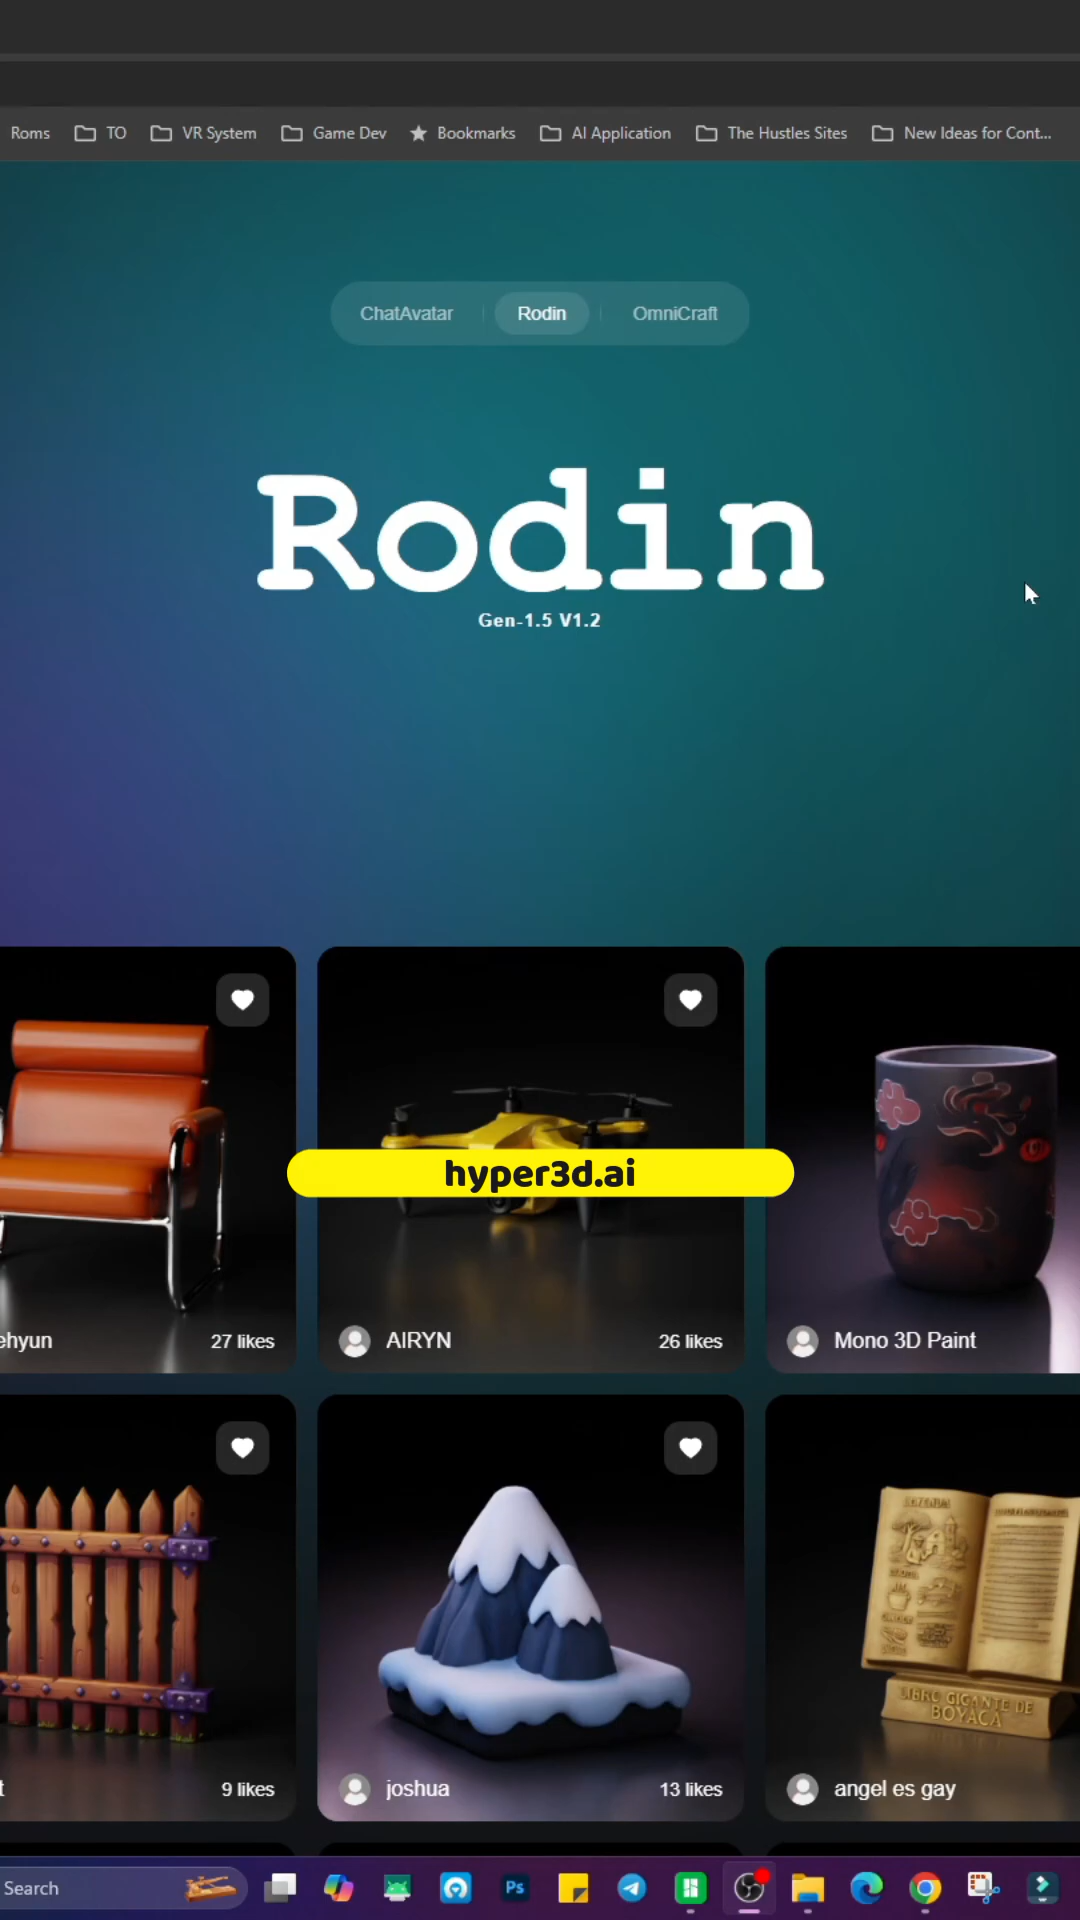 Roms TO VR System Game Dev Bookmarks AI Application The Hustles Sites New Ideas for Cont...
ChatAvatar Rodin OmniCraft
Rodin
Gen-1.5 V1.2
hyper3d.ai
ehyun 27 likes
AIRYN 26 likes
Mono 3D Paint
LEYENDA
LIBRO GIGANTE DE
BOYACA
t 9 likes
joshua 13 likes
angel es gay
Search
Ps